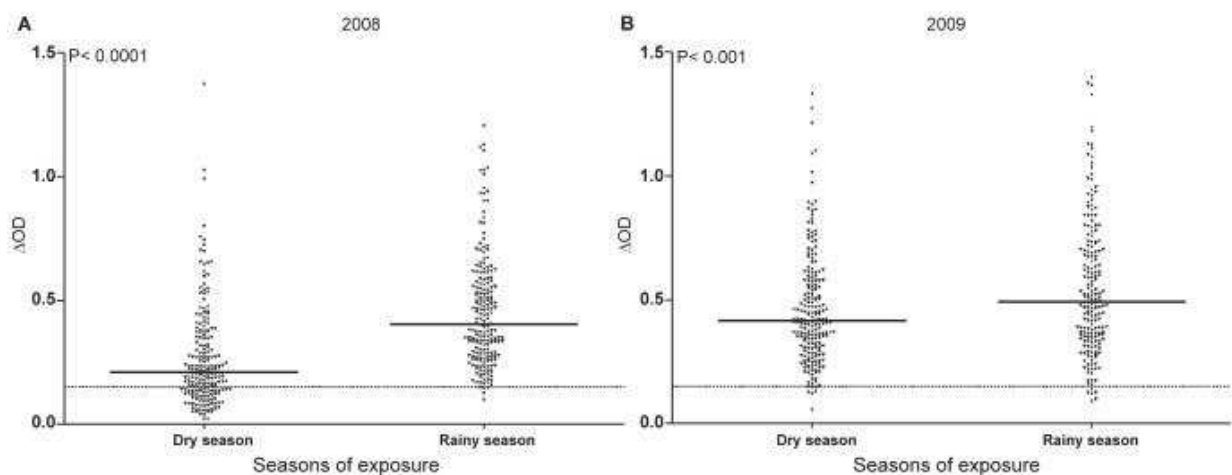 A
2008
P< 0.0001
1.5
1.0
0.5
0.0
ΔOD
Dry season
Rainy season
Seasons of exposure
B
2009
P< 0.001
1.5
1.0
0.5
0.0
ΔOD
Dry season
Rainy season
Seasons of exposure